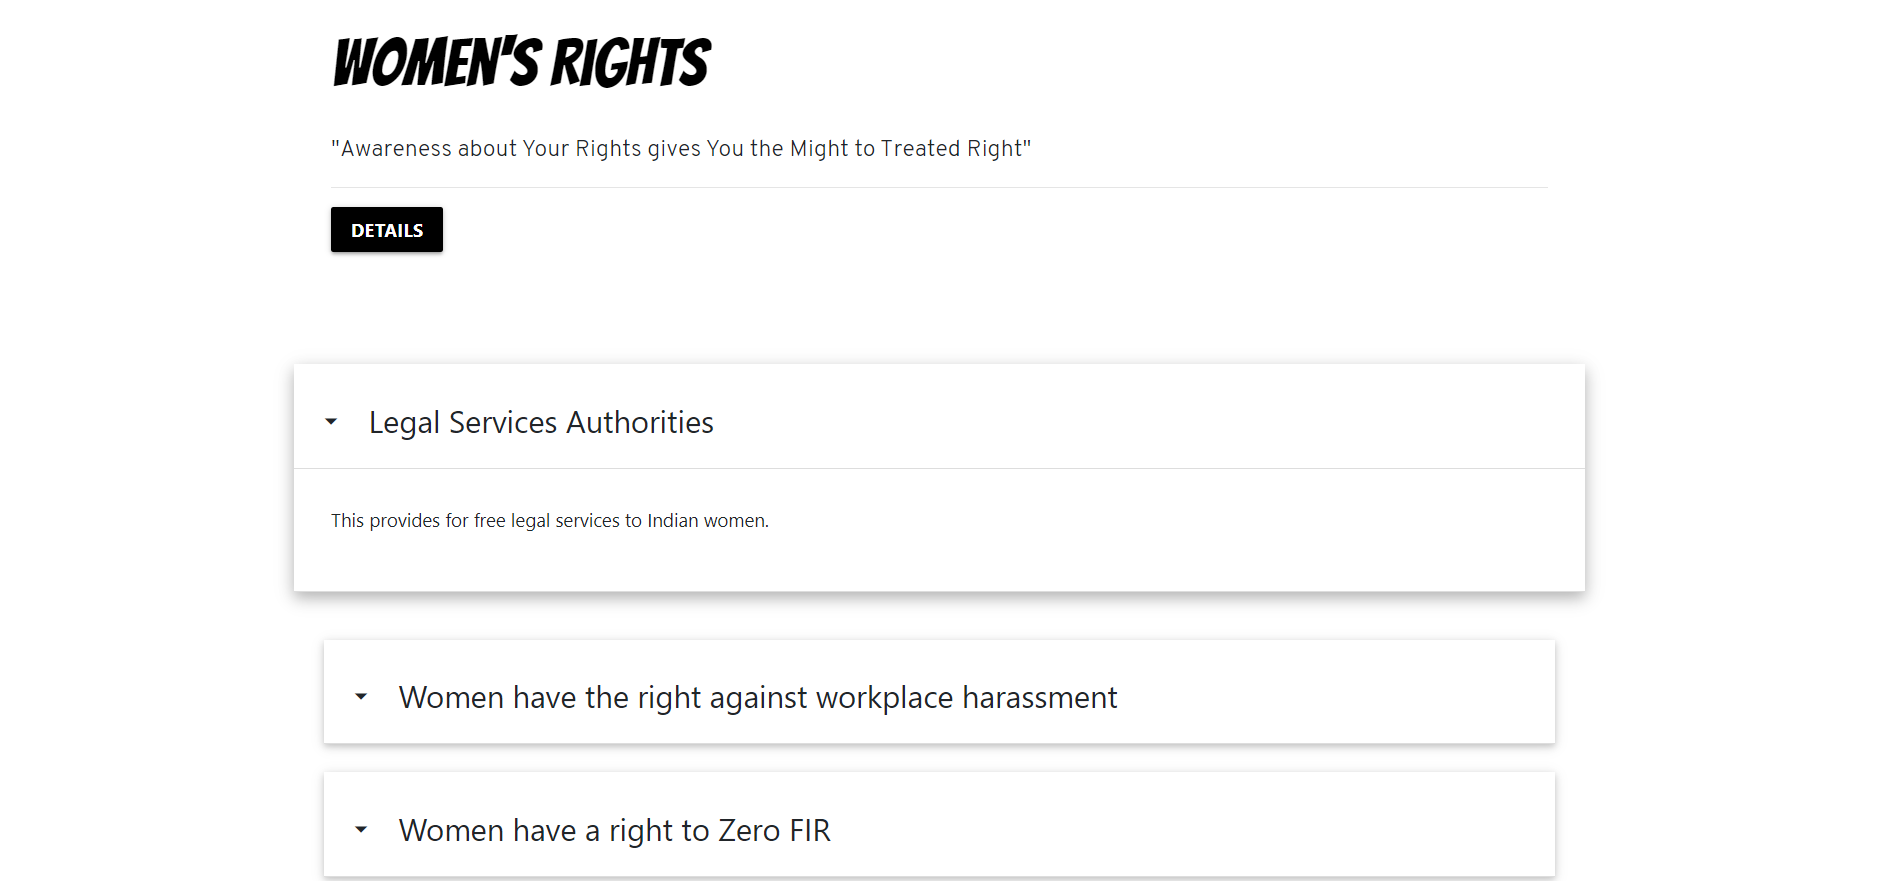 WOMEN'S RIGHTS
"Awareness about Your Rights gives You the Might to Treated Right"
DETAILS
Legal Services Authorities
This provides for free legal services to Indian women.
Women have the right against workplace harassment
Women have a right to Zero FIR